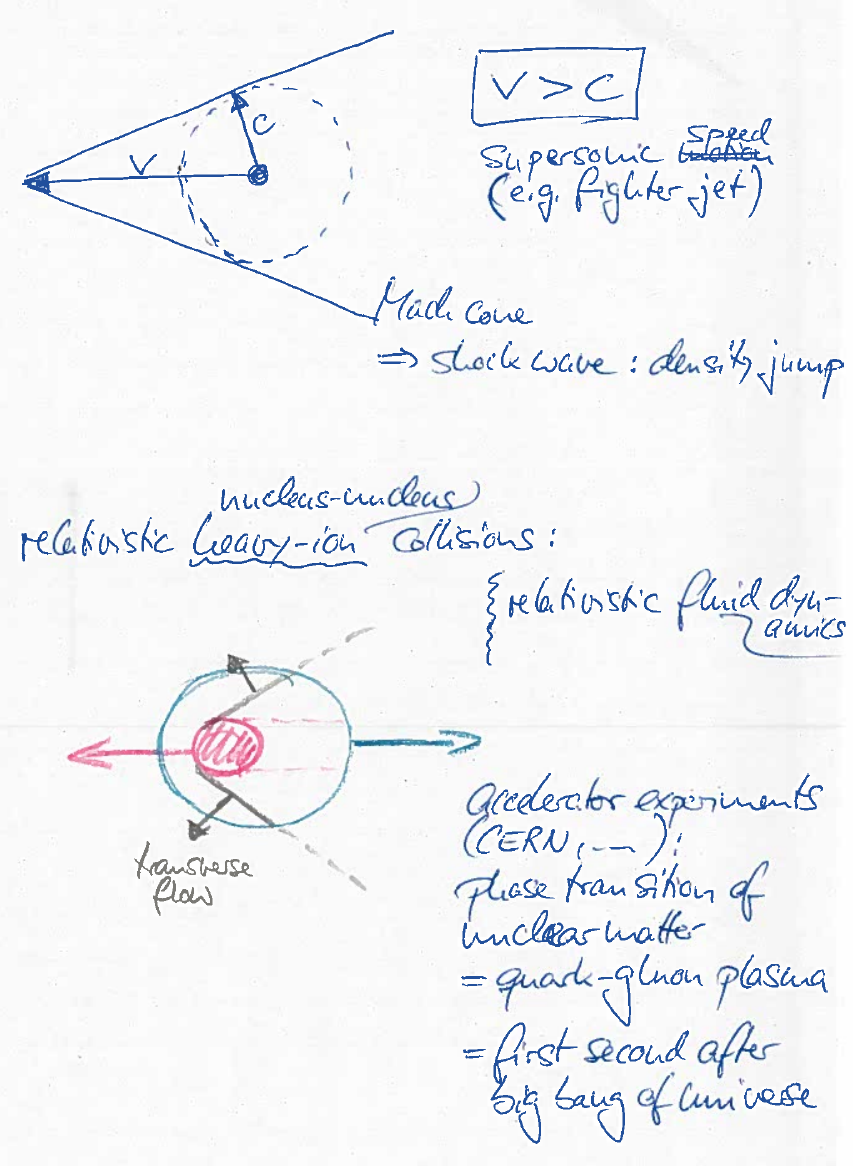 V > C
C
V
speed
supersonic motion
(e.g. fighter jet)
Mach cone
⇒ shock wave : density jump
nucleus-nucleus
relativistic heavy-ion collisions :
relativistic fluid dyn-
amics
accelerator experiments
(CERN, ...) :
phase transition of
nuclear matter
= quark-gluon plasma
= first second after
big bang of universe
transverse
flow